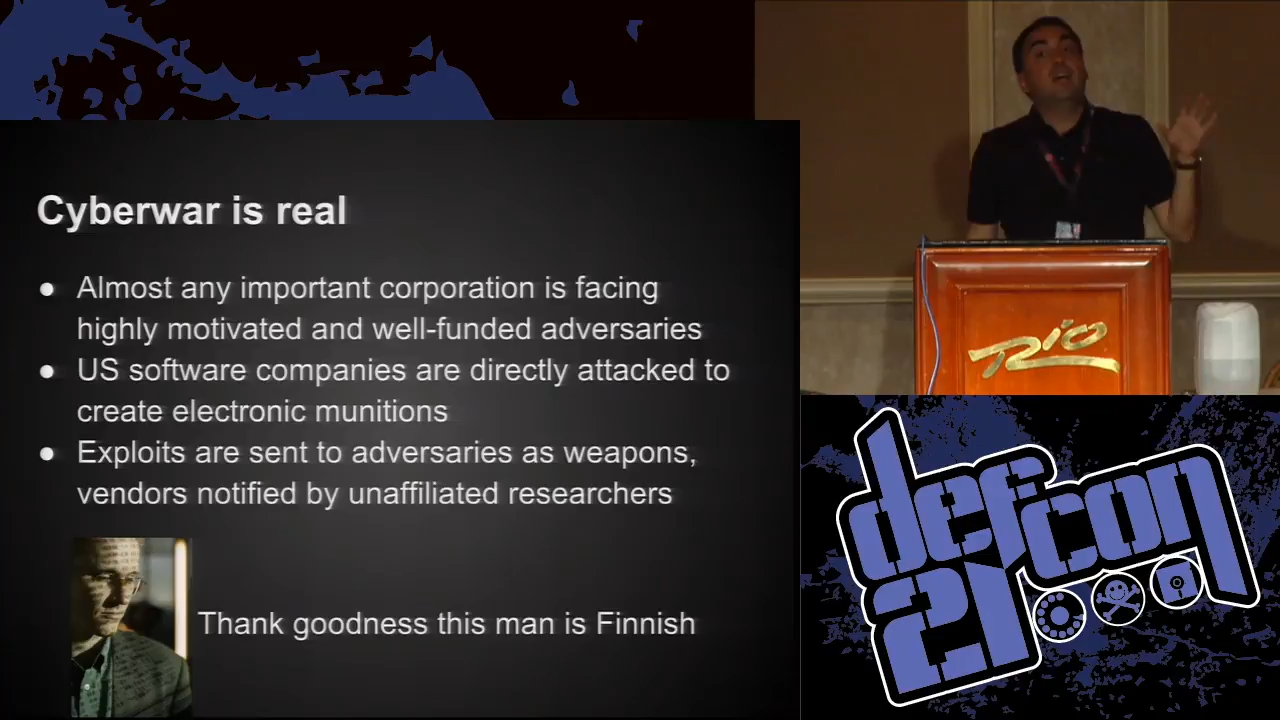 Cyberwar is real
● Almost any important corporation is facing
highly motivated and well-funded adversaries
● US software companies are directly attacked to
create electronic munitions
● Exploits are sent to adversaries as weapons,
vendors notified by unaffiliated researchers
Thank goodness this man is Finnish
Rio
defcon
21